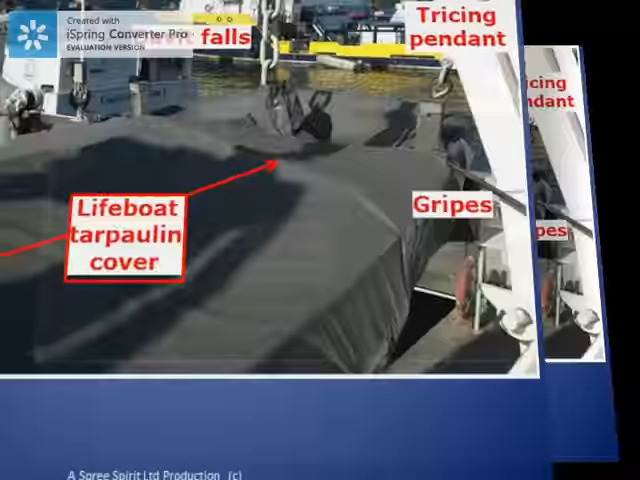 Created with
iSpring Converter Pro
EVALUATION VERSION
falls
Tricing
pendant
Lifeboat
tarpaulin
cover
Gripes
icing
ndant
pes
A Spree Spirit Ltd Production (c)